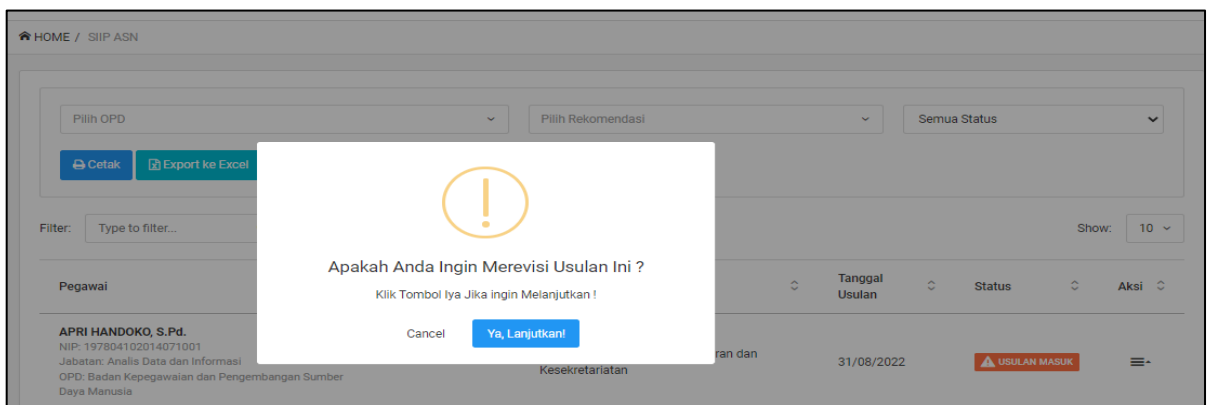 HOME / SIIP ASN
Pilih OPD
Pilih Rekomendasi
Semua Status
Cetak
Export ke Excel
Filter:
Type to filter...
Show:
10
Apakah Anda Ingin Merevisi Usulan Ini ?
Klik Tombol Iya Jika ingin Melanjutkan !
Cancel
Ya, Lanjutkan!
Pegawai
Tanggal
Usulan
Status
Aksi
APRI HANDOKO, S.Pd.
NIP: 197804102014071001
Jabatan: Analis Data dan Informasi
OPD: Badan Kepegawaian dan Pengembangan Sumber
Daya Manusia
dan
Kesekretariatan
31/08/2022
USULAN MASUK